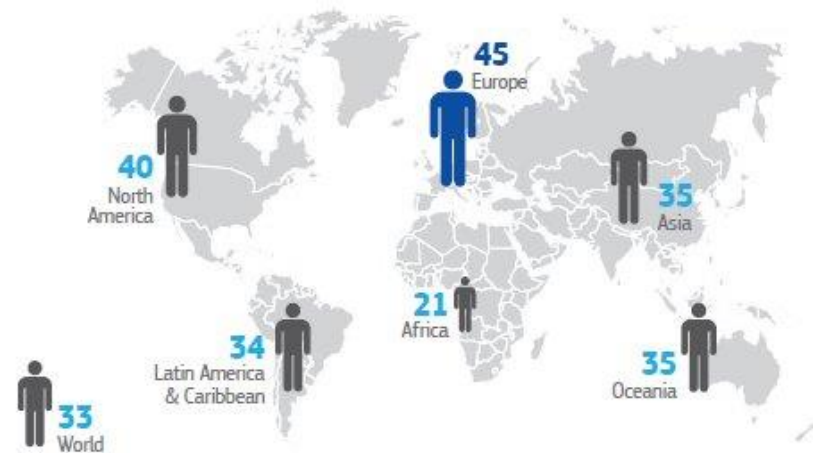 45
Europe
40
North
America
35
Asia
21
Africa
34
Latin America
& Caribbean
35
Oceania
33
World